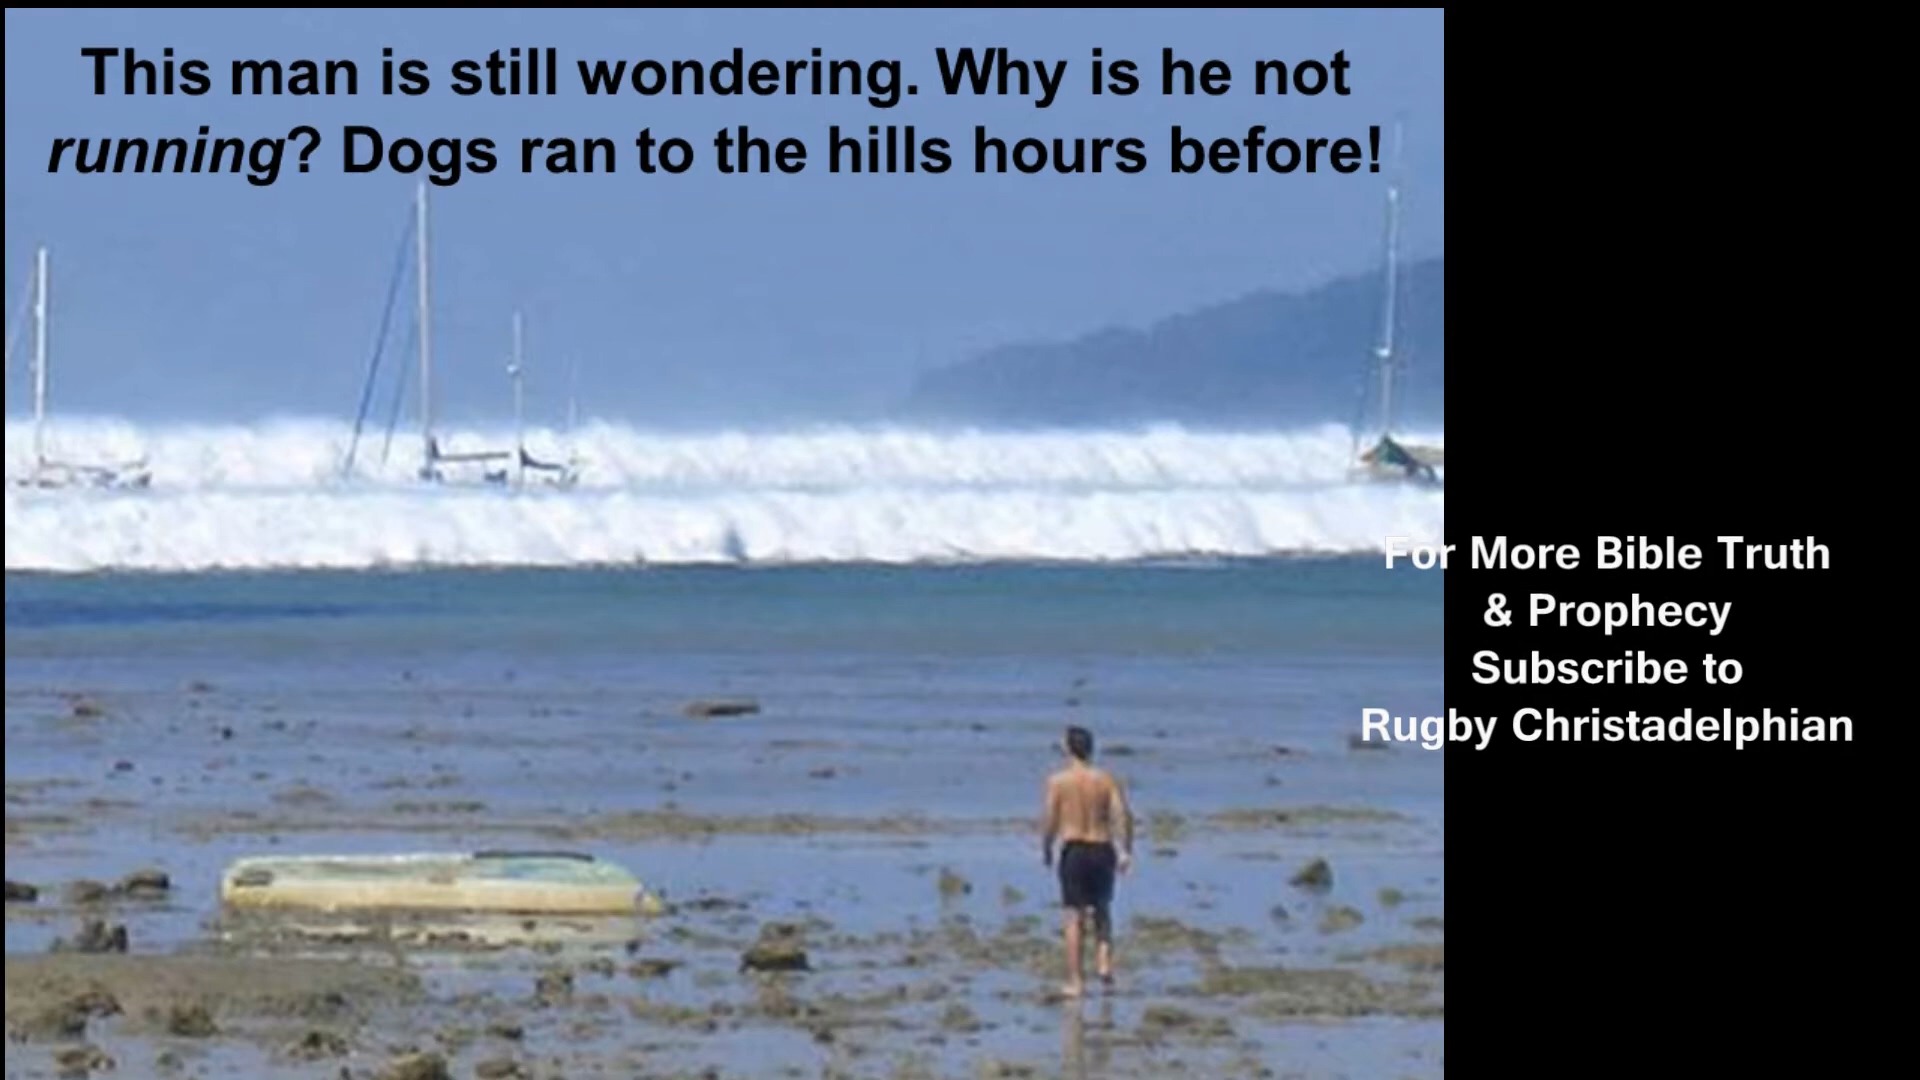 This man is still wondering. Why is he not
running? Dogs ran to the hills hours before!
For More Bible Truth
& Prophecy
Subscribe to
Rugby Christadelphian